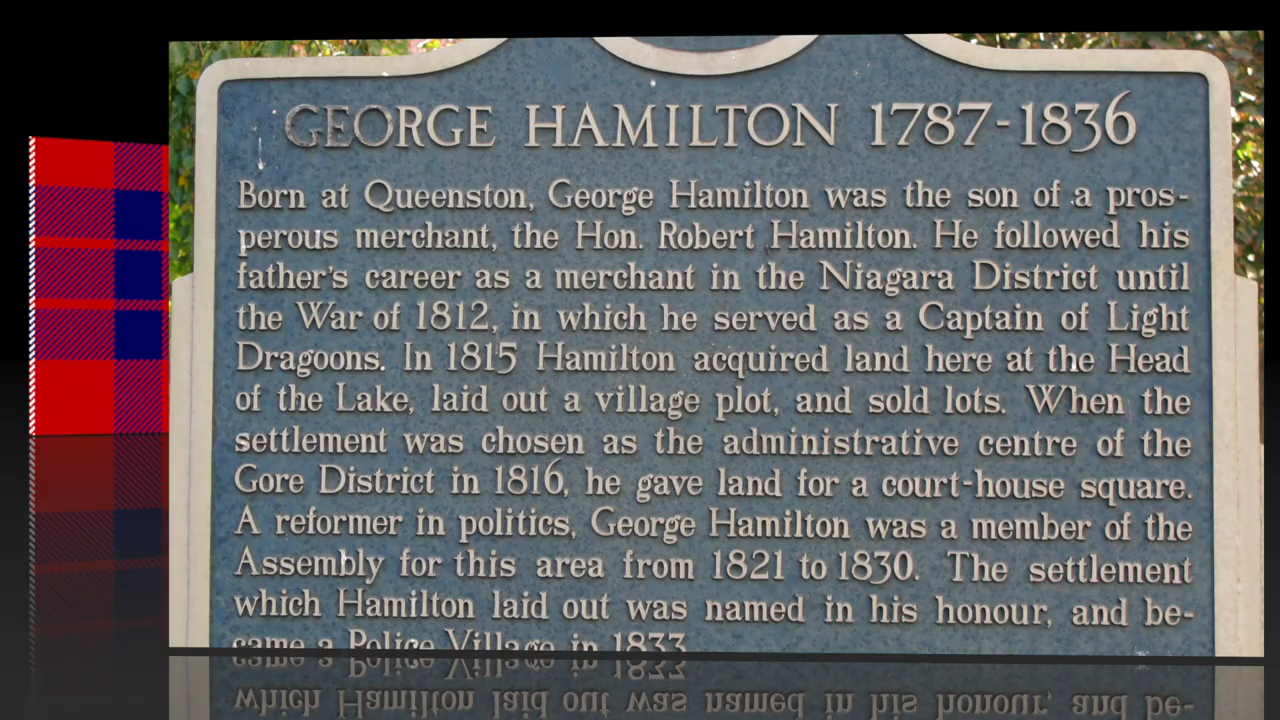 GEORGE HAMILTON 1787-1836
Born at Queenston, George Hamilton was the son of a pros-
perous merchant, the Hon. Robert Hamilton. He followed his
father's career as a merchant in the Niagara District until
the War of 1812, in which he served as a Captain of Light
Dragoons. In 1815 Hamilton acquired land here at the Head
of the Lake, laid out a village plot, and sold lots. When the
settlement was chosen as the administrative centre of the
Gore District in 1816, he gave land for a court-house square.
A reformer in politics, George Hamilton was a member of the
Assembly for this area from 1821 to 1830. The settlement
which Hamilton laid out was named in his honour, and be-
came a Police Village in 1833